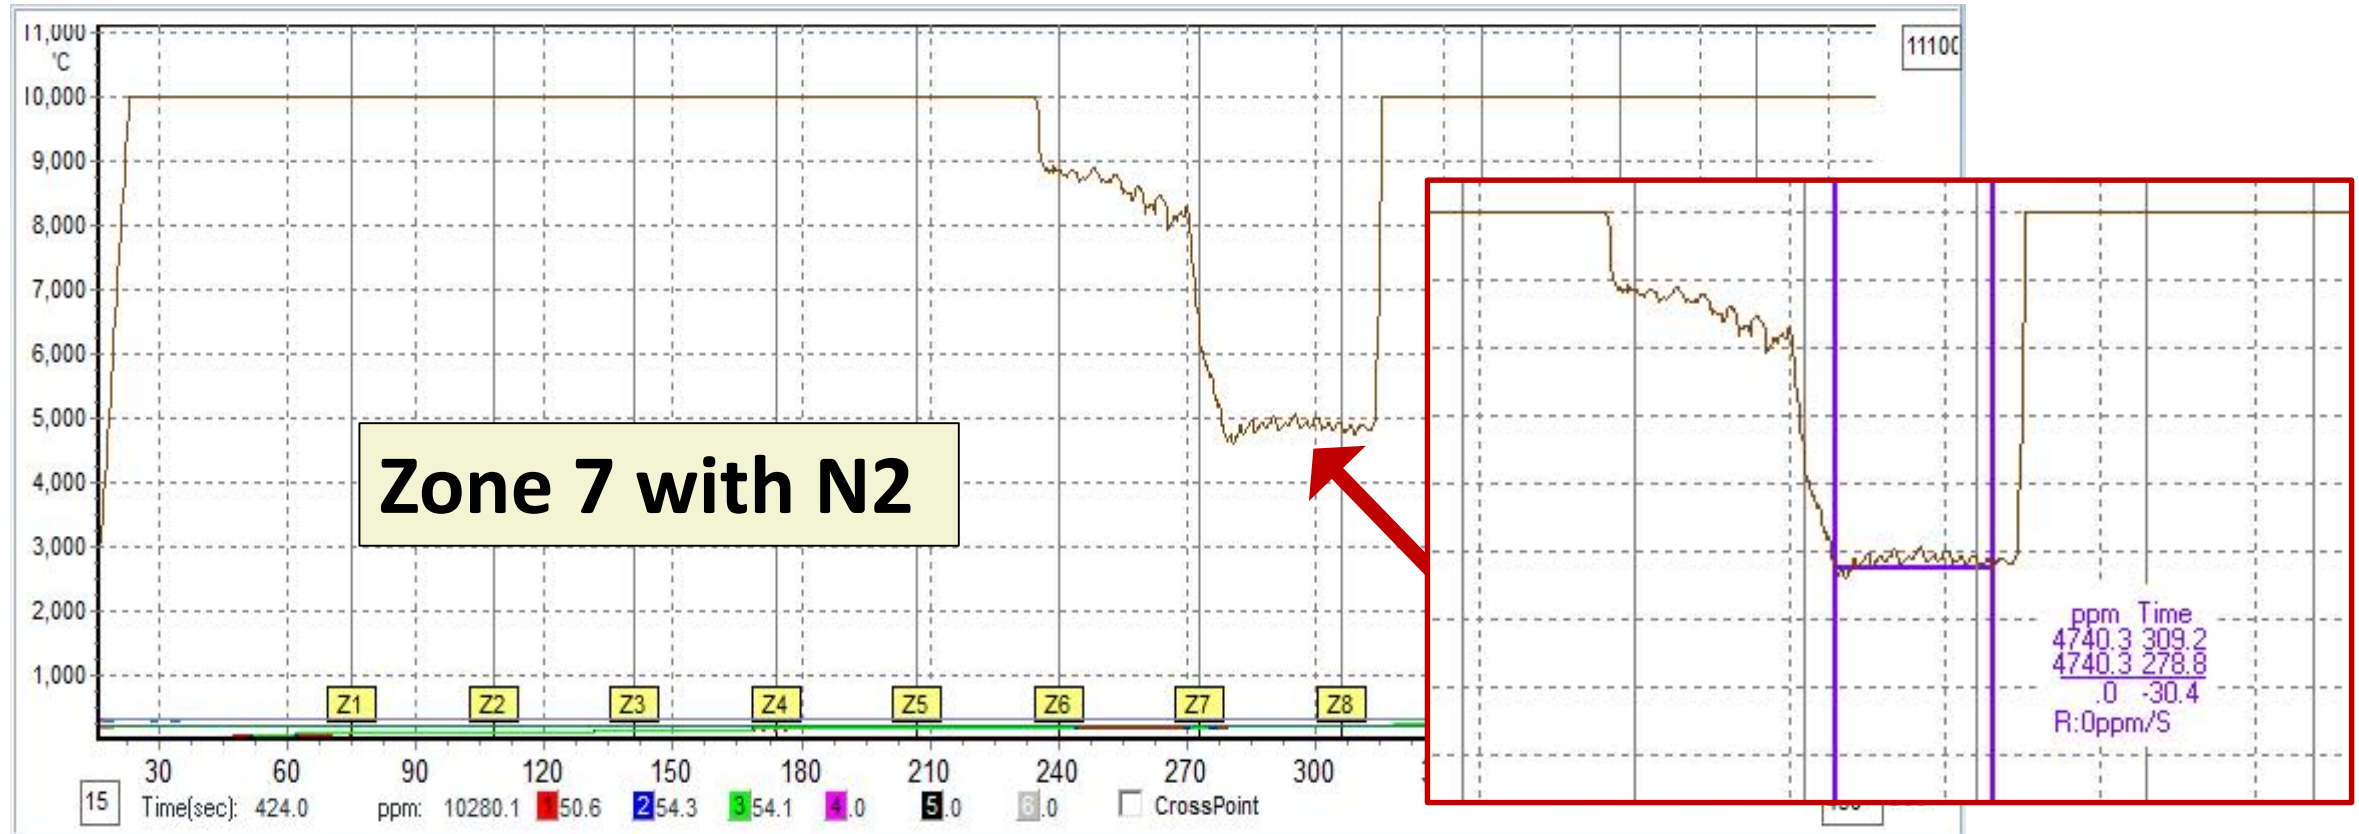 11,000
°C
10,000
9,000
8,000
7,000
6,000
5,000
4,000
3,000
2,000
1,000
11100
Zone 7 with N2
Z1 Z2 Z3 Z4 Z5 Z6 Z7 Z8
30 60 90 120 150 180 210 240 270 300
15 Time(sec): 424.0 ppm: 10280.1 1 50.6 2 54.3 3 54.1 4 .0 5 .0 6 .0 CrossPoint
ppm Time
4740.3 309.2
4740.3 278.8
.0 -30.4
R:0ppm/S